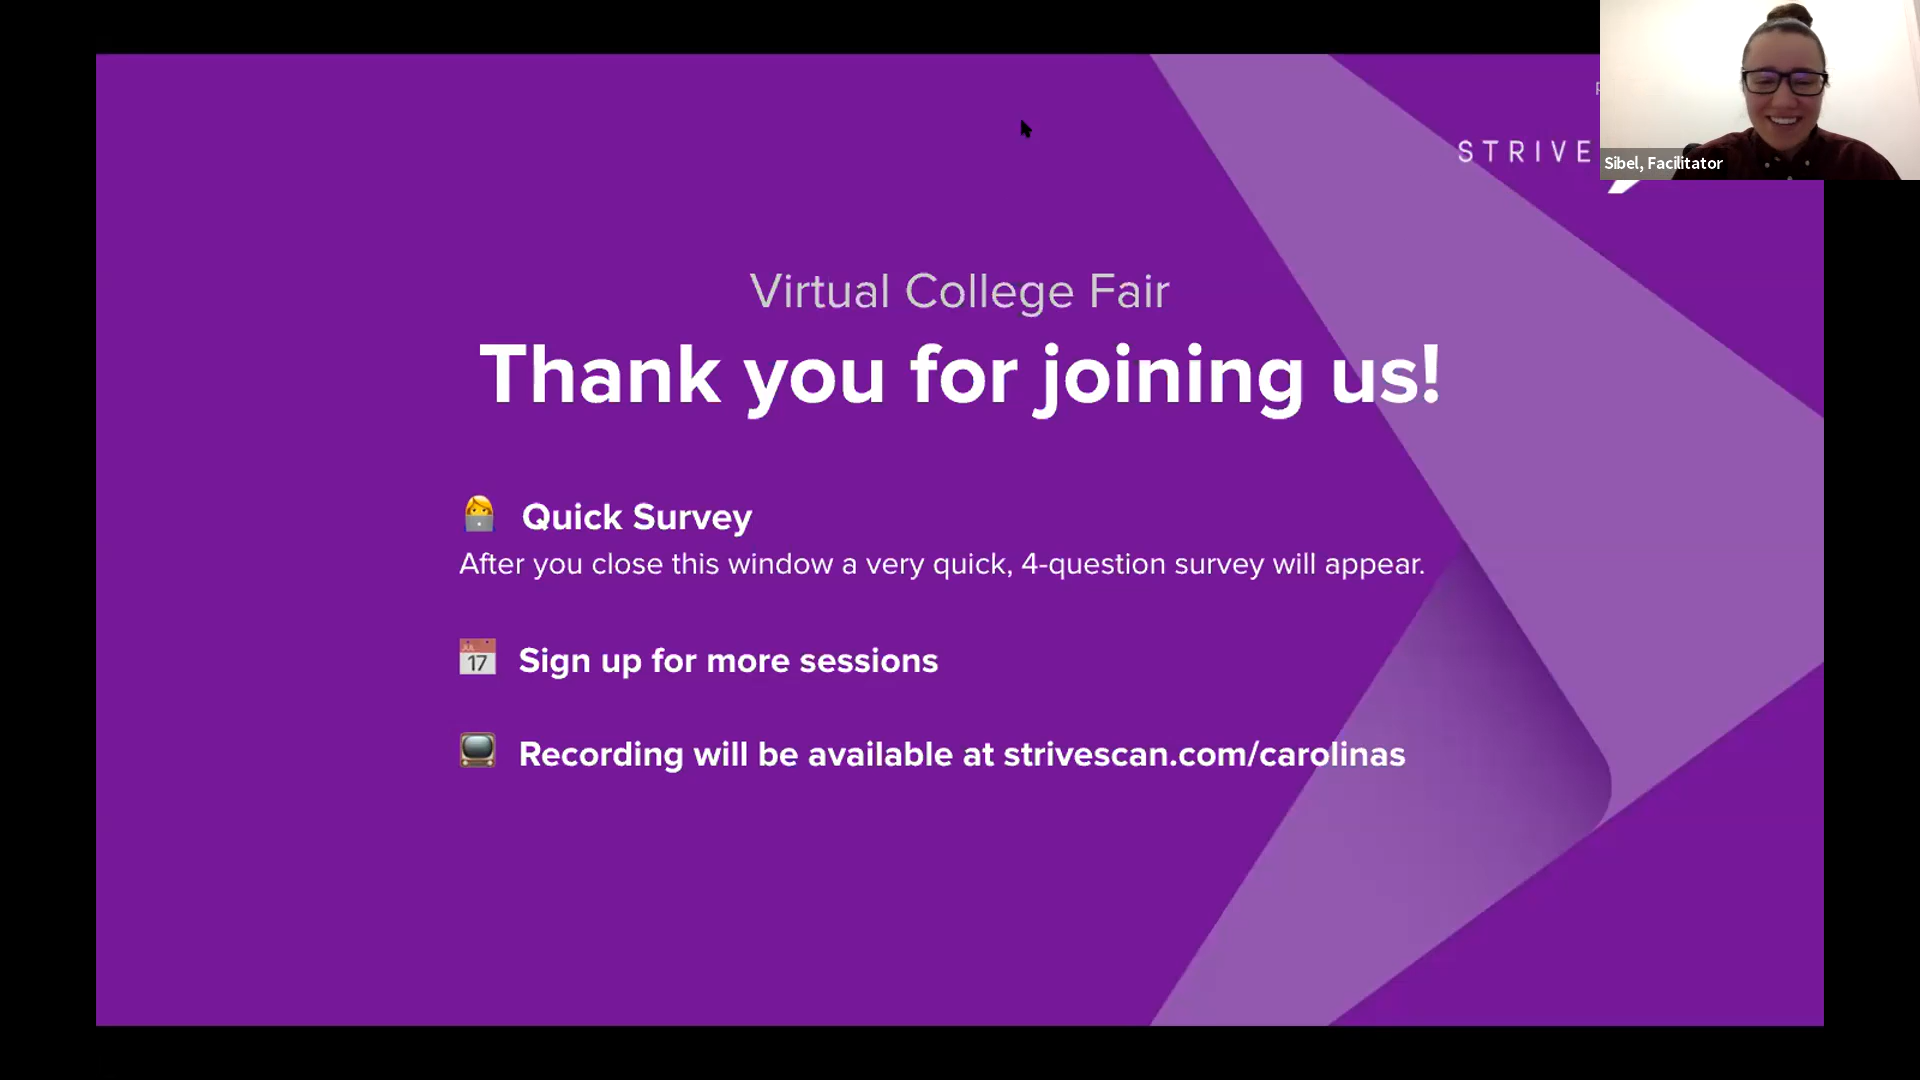 STRIVE
Sibel, Facilitator
Virtual College Fair
Thank you for joining us!
Quick Survey
After you close this window a very quick, 4-question survey will appear.
JUL
17
Sign up for more sessions
Recording will be available at strivescan.com/carolinas